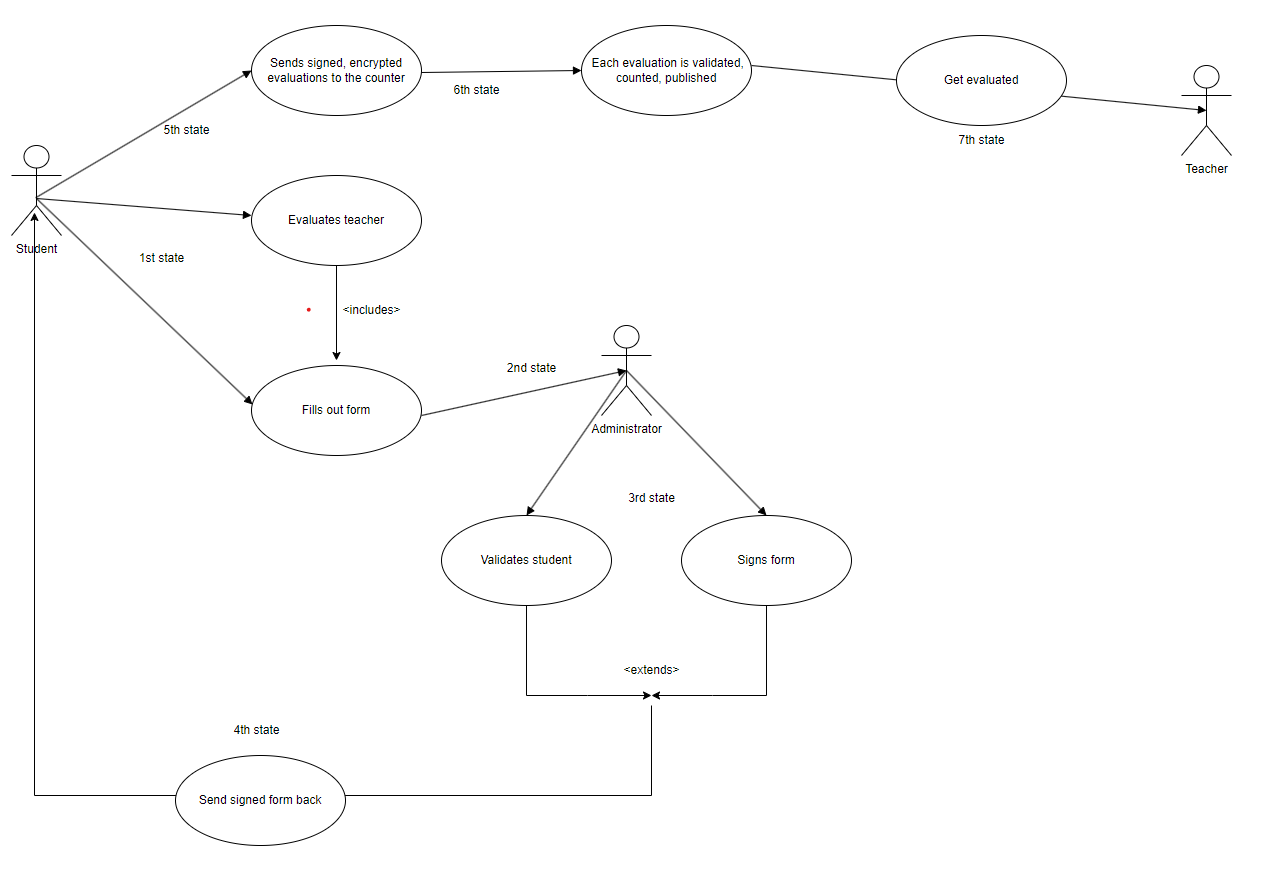 Sends signed, encrypted
evaluations to the counter
Each evaluation is validated,
counted, published
Get evaluated
6th state
5th state
7th state
Teacher
Evaluates teacher
Student
1st state
<includes>
2nd state
Fills out form
Administrator
3rd state
Validates student
Signs form
<extends>
4th state
Send signed form back